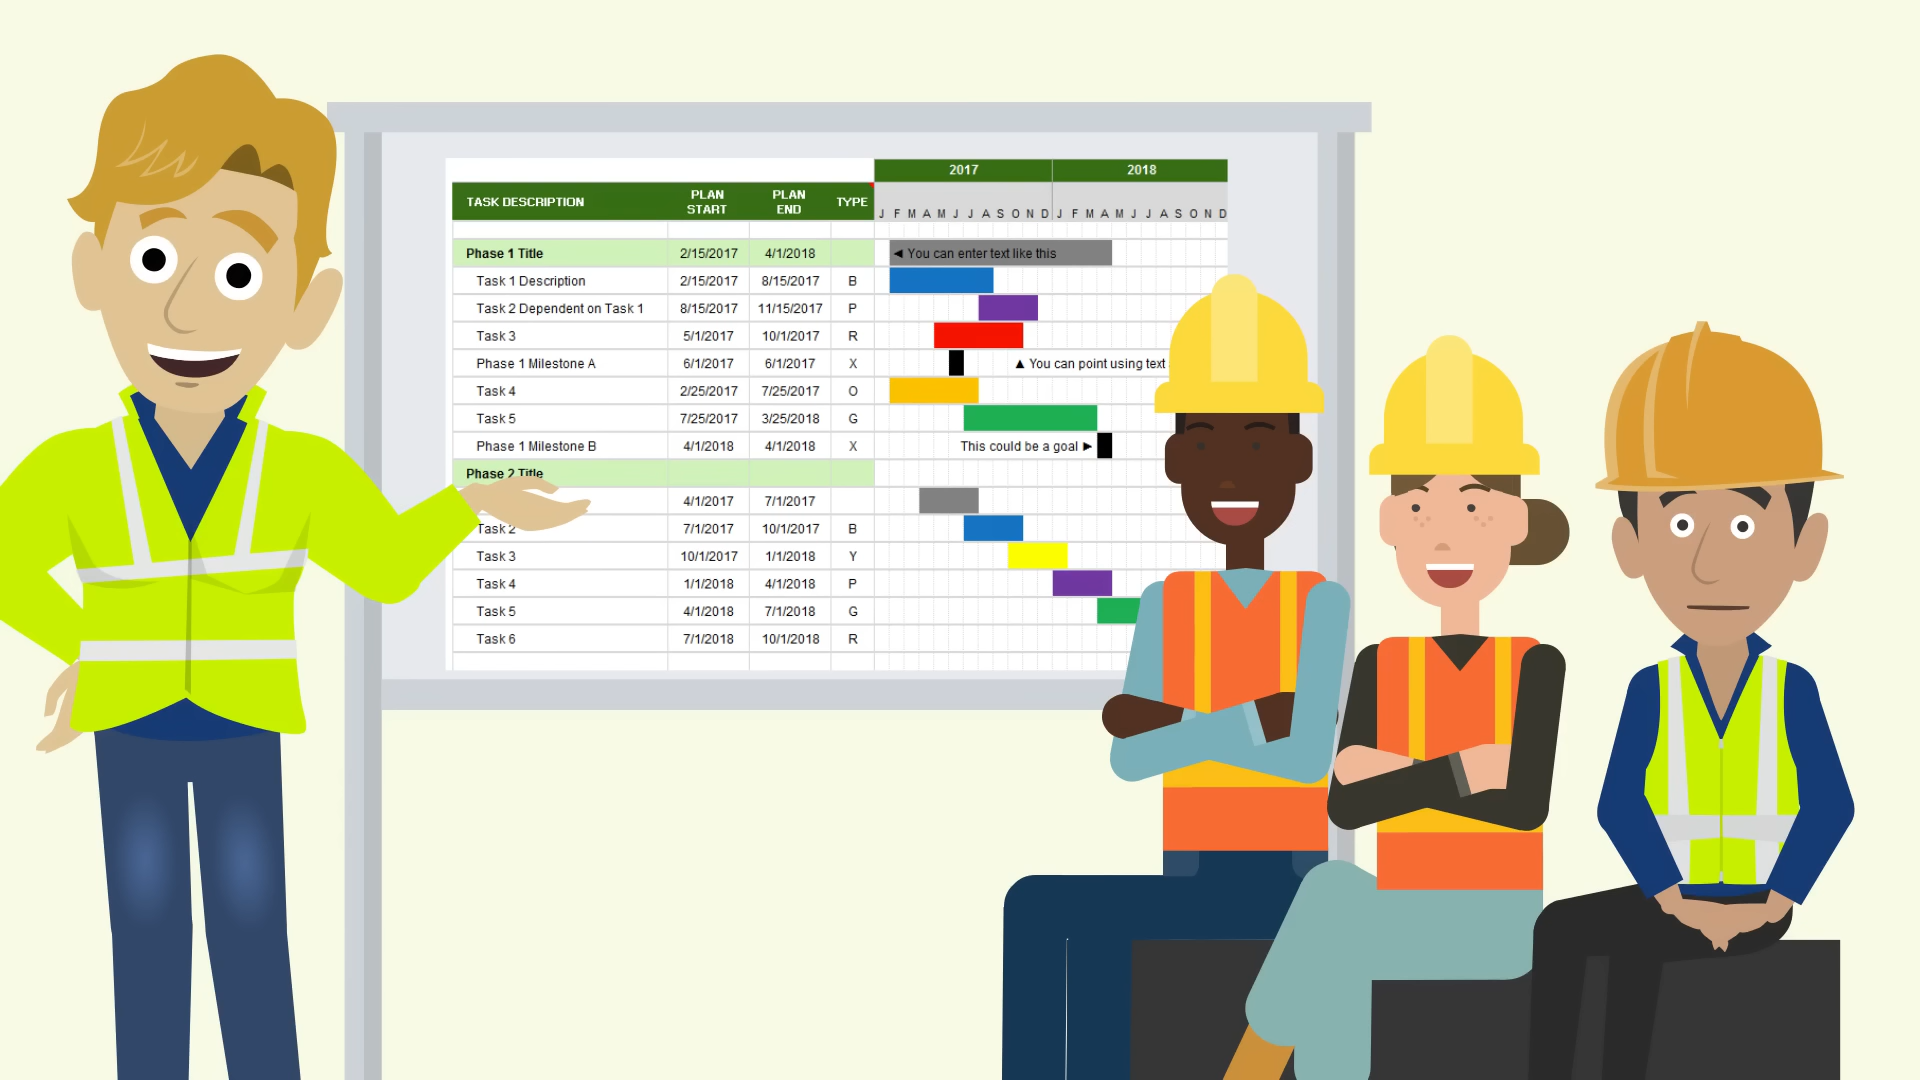 2017 2018
TASK DESCRIPTION PLAN START PLAN END TYPE
J F M A M J J A S O N D J F M A M J J A S O N D
Phase 1 Title 2/15/2017 4/1/2018 ◄ You can enter text like this
Task 1 Description 2/15/2017 8/15/2017 B
Task 2 Dependent on Task 1 8/15/2017 11/15/2017 P
Task 3 5/1/2017 10/1/2017 R
Phase 1 Milestone A 6/1/2017 6/1/2017 X ▲ You can point using text
Task 4 2/25/2017 7/25/2017 O
Task 5 7/25/2017 3/25/2018 G
Phase 1 Milestone B 4/1/2018 4/1/2018 X This could be a goal ►
Phase 2 Title
4/1/2017 7/1/2017
Task 2 7/1/2017 10/1/2017 B
Task 3 10/1/2017 1/1/2018 Y
Task 4 1/1/2018 4/1/2018 P
Task 5 4/1/2018 7/1/2018 G
Task 6 7/1/2018 10/1/2018 R